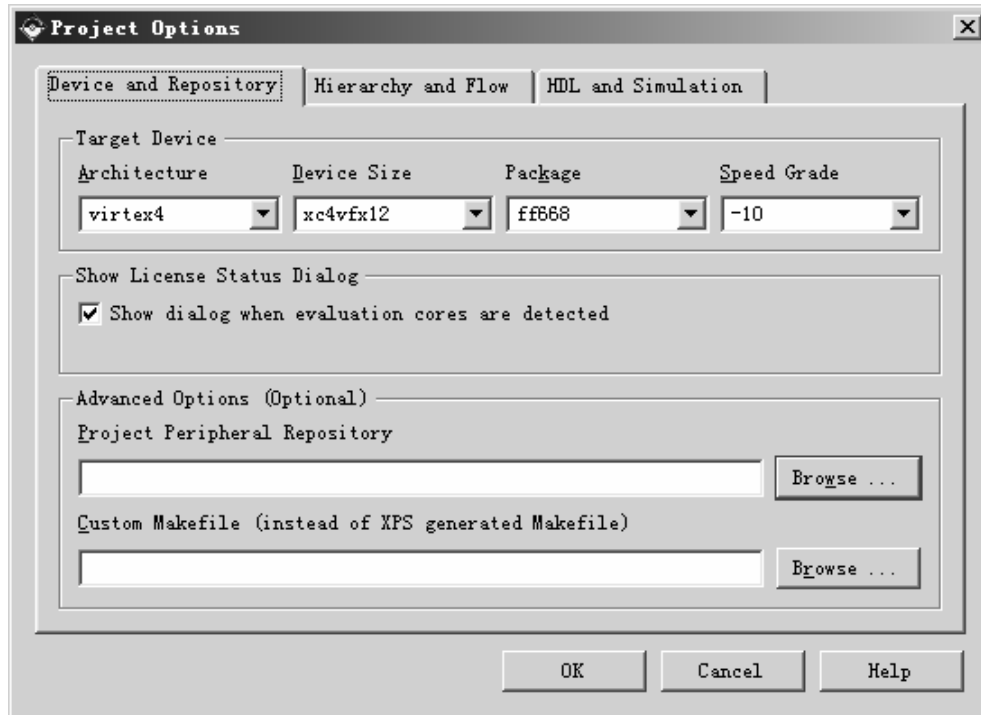 Project Options
Device and Repository Hierarchy and Flow HDL and Simulation
Target Device
Architecture Device Size Package Speed Grade
virtex4 xc4vfx12 ff668 -10
Show License Status Dialog
Show dialog when evaluation cores are detected
Advanced Options (Optional)
Project Peripheral Repository
Browse ...
Custom Makefile (instead of XPS generated Makefile)
Browse ...
OK Cancel Help